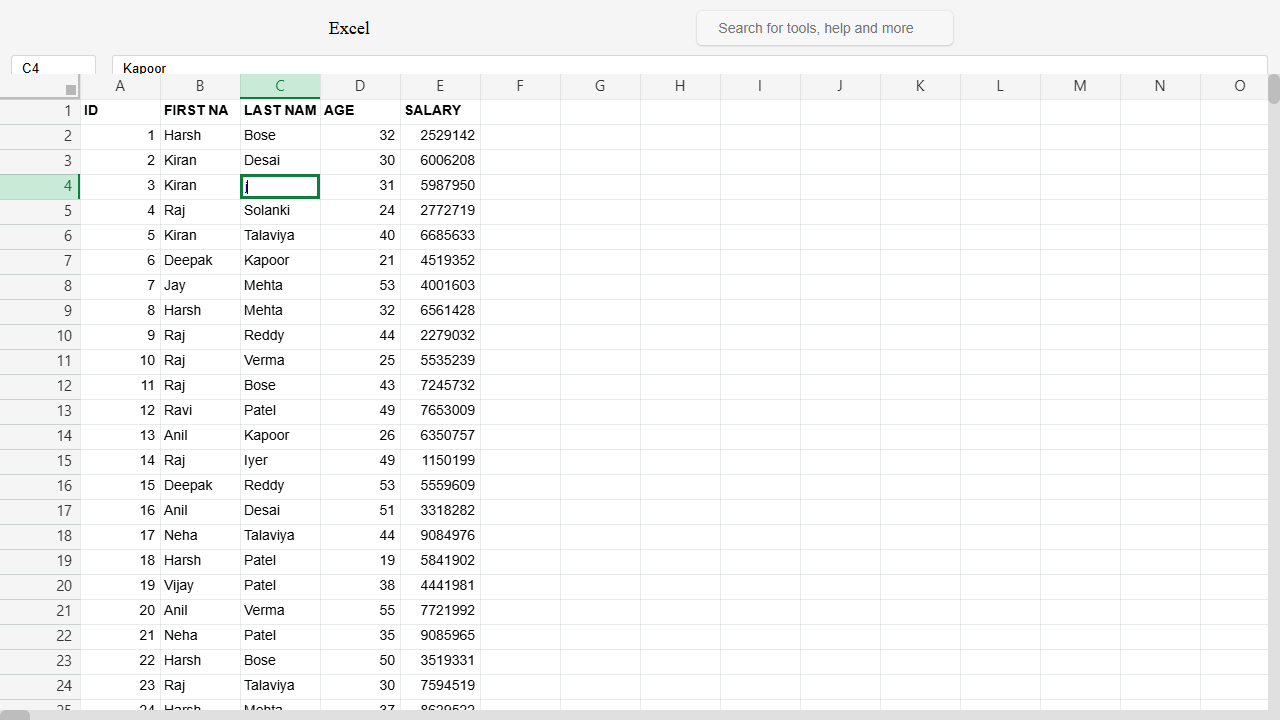 Excel
Search for tools, help and more
C4 Kapoor
A B C D E F G H I J K L M N O
1 ID FIRST NA LAST NAM AGE SALARY
2 1 Harsh Bose 32 2529142
3 2 Kiran Desai 30 6006208
4 3 Kiran j 31 5987950
5 4 Raj Solanki 24 2772719
6 5 Kiran Talaviya 40 6685633
7 6 Deepak Kapoor 21 4519352
8 7 Jay Mehta 53 4001603
9 8 Harsh Mehta 32 6561428
10 9 Raj Reddy 44 2279032
11 10 Raj Verma 25 5535239
12 11 Raj Bose 43 7245732
13 12 Ravi Patel 49 7653009
14 13 Anil Kapoor 26 6350757
15 14 Raj Iyer 49 1150199
16 15 Deepak Reddy 53 5559609
17 16 Anil Desai 51 3318282
18 17 Neha Talaviya 44 9084976
19 18 Harsh Patel 19 5841902
20 19 Vijay Patel 38 4441981
21 20 Anil Verma 55 7721992
22 21 Neha Patel 35 9085965
23 22 Harsh Bose 50 3519331
24 23 Raj Talaviya 30 7594519
25 24 Harsh Mehta 37 8629522